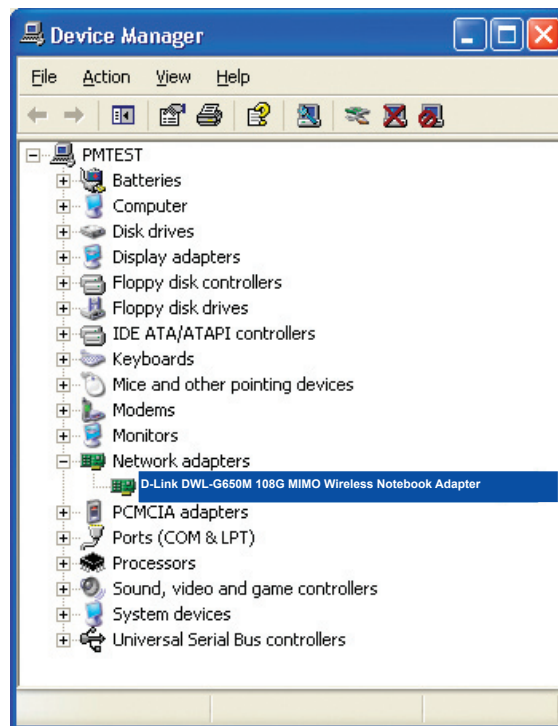 Device Manager
File Action View Help
PMTEST
Batteries
Computer
Disk drives
Display adapters
Floppy disk controllers
Floppy disk drives
IDE ATA/ATAPI controllers
Keyboards
Mice and other pointing devices
Modems
Monitors
Network adapters
D-Link DWL-G650M 108G MIMO Wireless Notebook Adapter
PCMCIA adapters
Ports (COM & LPT)
Processors
Sound, video and game controllers
System devices
Universal Serial Bus controllers